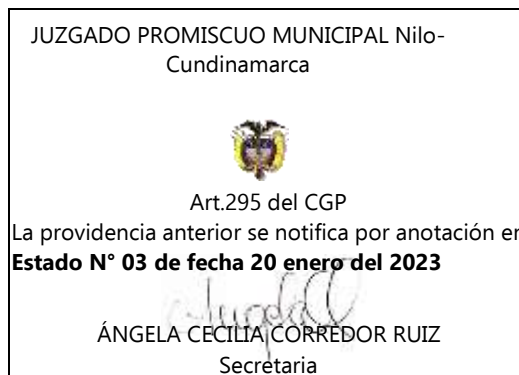 JUZGADO PROMISCUO MUNICIPAL Nilo-
Cundinamarca
Art.295 del CGP
La providencia anterior se notifica por anotación en
Estado N° 03 de fecha 20 enero del 2023
ÁNGELA CECILIA CORREDOR RUIZ
Secretaria